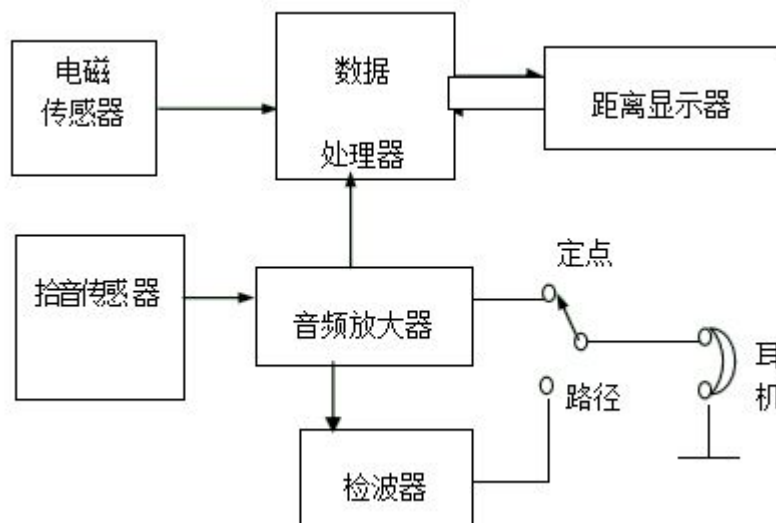 电磁
传感器
数据
处理器
距离显示器
拾音传感器
音频放大器
定点
路径
耳
机
检波器